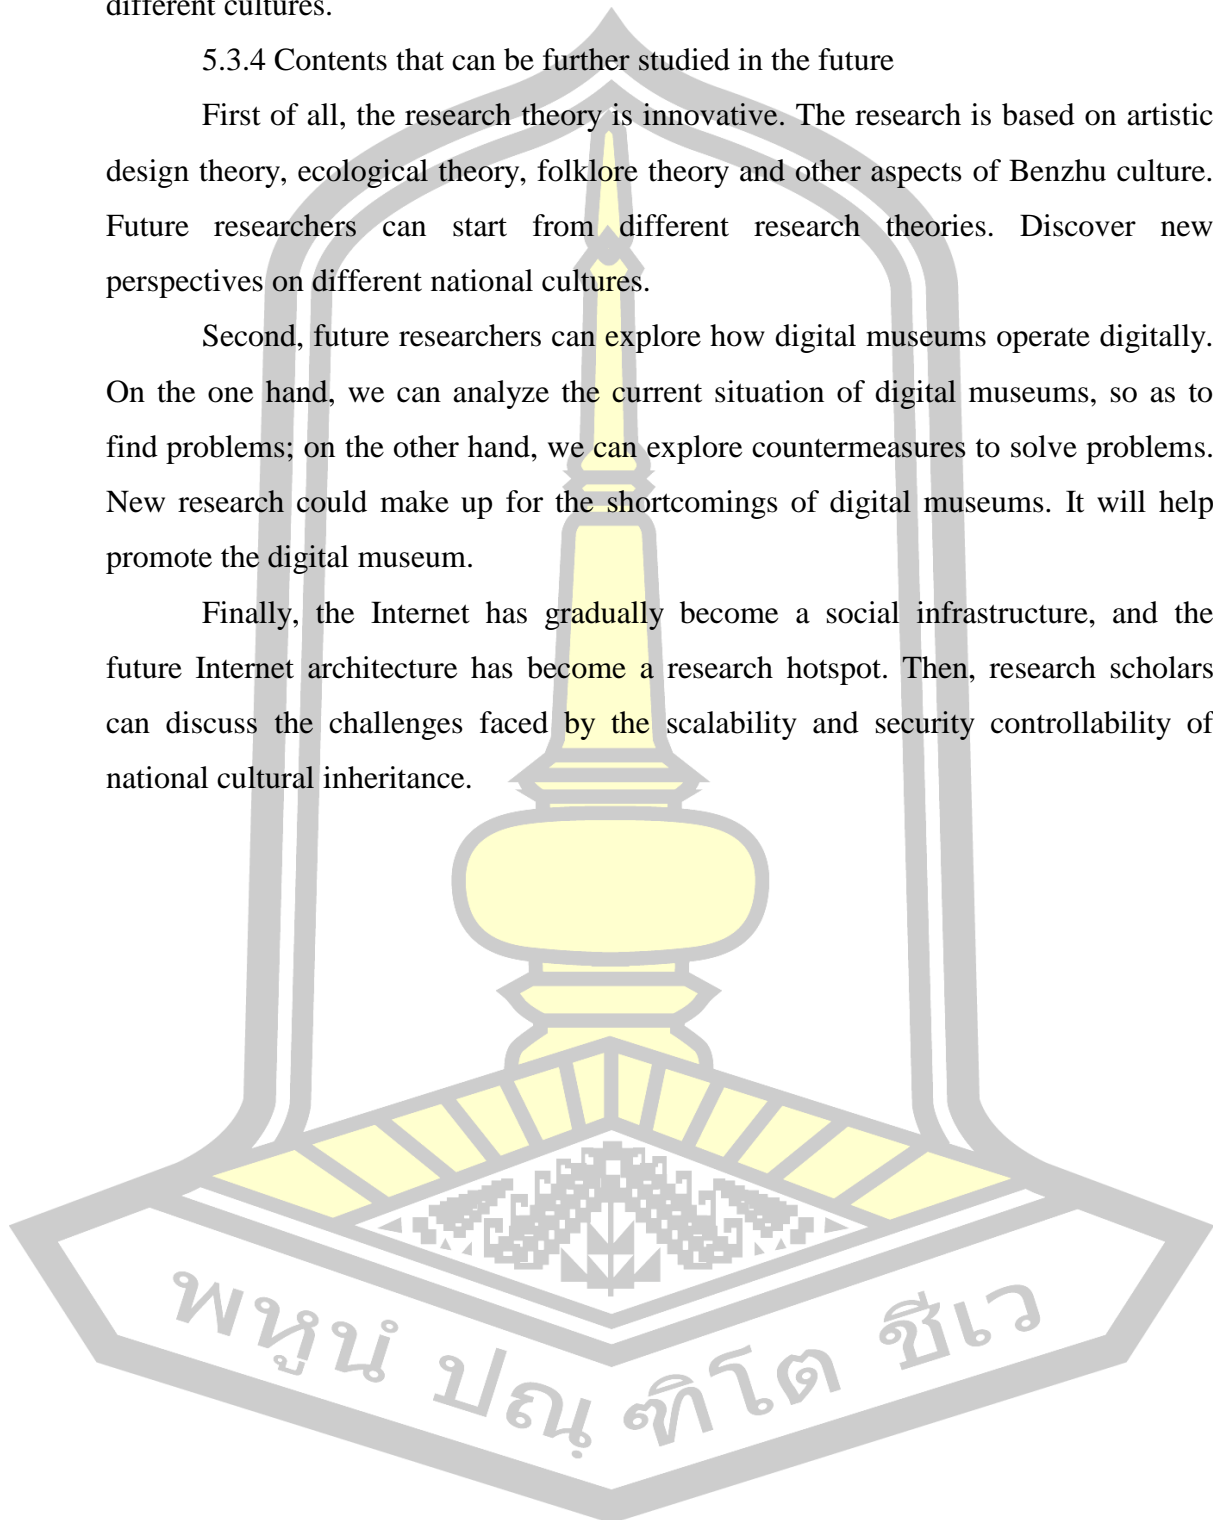 different cultures.
5.3.4 Contents that can be further studied in the future
First of all, the research theory is innovative. The research is based on artistic
design theory, ecological theory, folklore theory and other aspects of Benzhu culture.
Future researchers can start from different research theories. Discover new
perspectives on different national cultures.
Second, future researchers can explore how digital museums operate digitally.
On the one hand, we can analyze the current situation of digital museums, so as to
find problems; on the other hand, we can explore countermeasures to solve problems.
New research could make up for the shortcomings of digital museums. It will help
promote the digital museum.
Finally, the Internet has gradually become a social infrastructure, and the
future Internet architecture has become a research hotspot. Then, research scholars
can discuss the challenges faced by the scalability and security controllability of
national cultural inheritance.
พหูนํ ปณฺฑิโต ชีเว